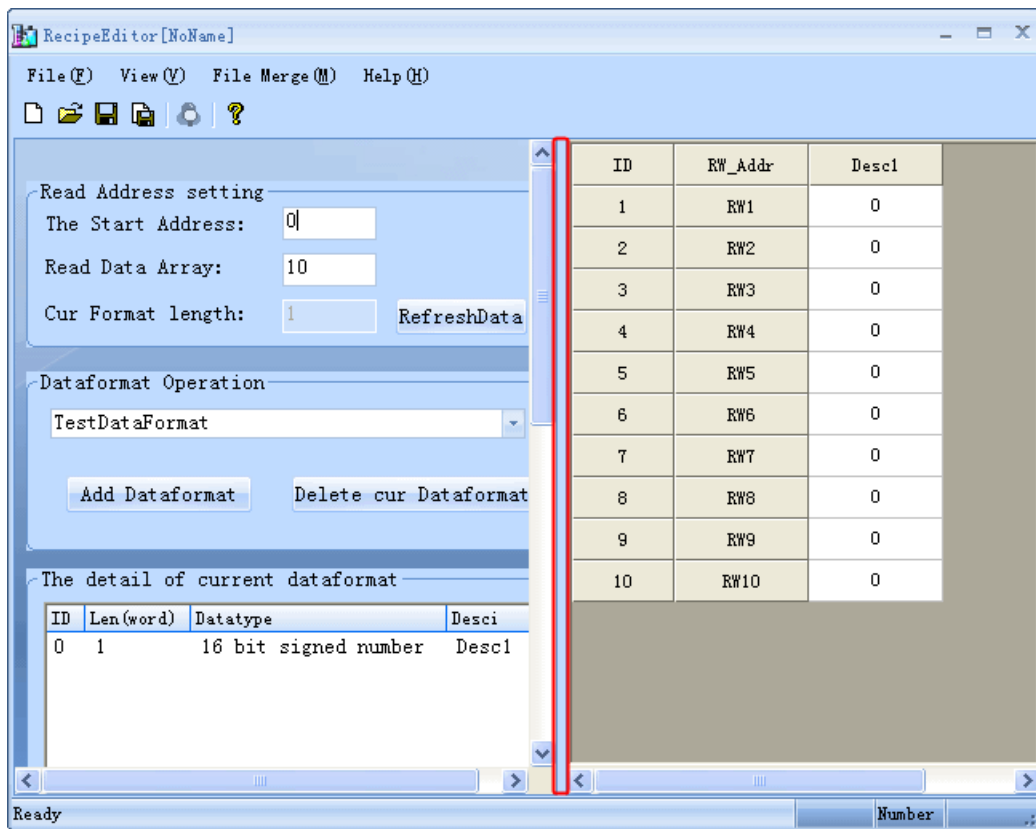 RecipeEditor[NoName]
File(F) View(V) File Merge(M) Help(H)
Read Address setting
The Start Address: 0
Read Data Array: 10
Cur Format length: 1 RefreshData
Dataformat Operation
TestDataFormat
Add Dataformat Delete cur Dataformat
The detail of current dataformat
ID Len(word) Datatype Desci
0 1 16 bit signed number Desc1
ID RW_Addr Desc1
1 RW1 0
2 RW2 0
3 RW3 0
4 RW4 0
5 RW5 0
6 RW6 0
7 RW7 0
8 RW8 0
9 RW9 0
10 RW10 0
Ready Number